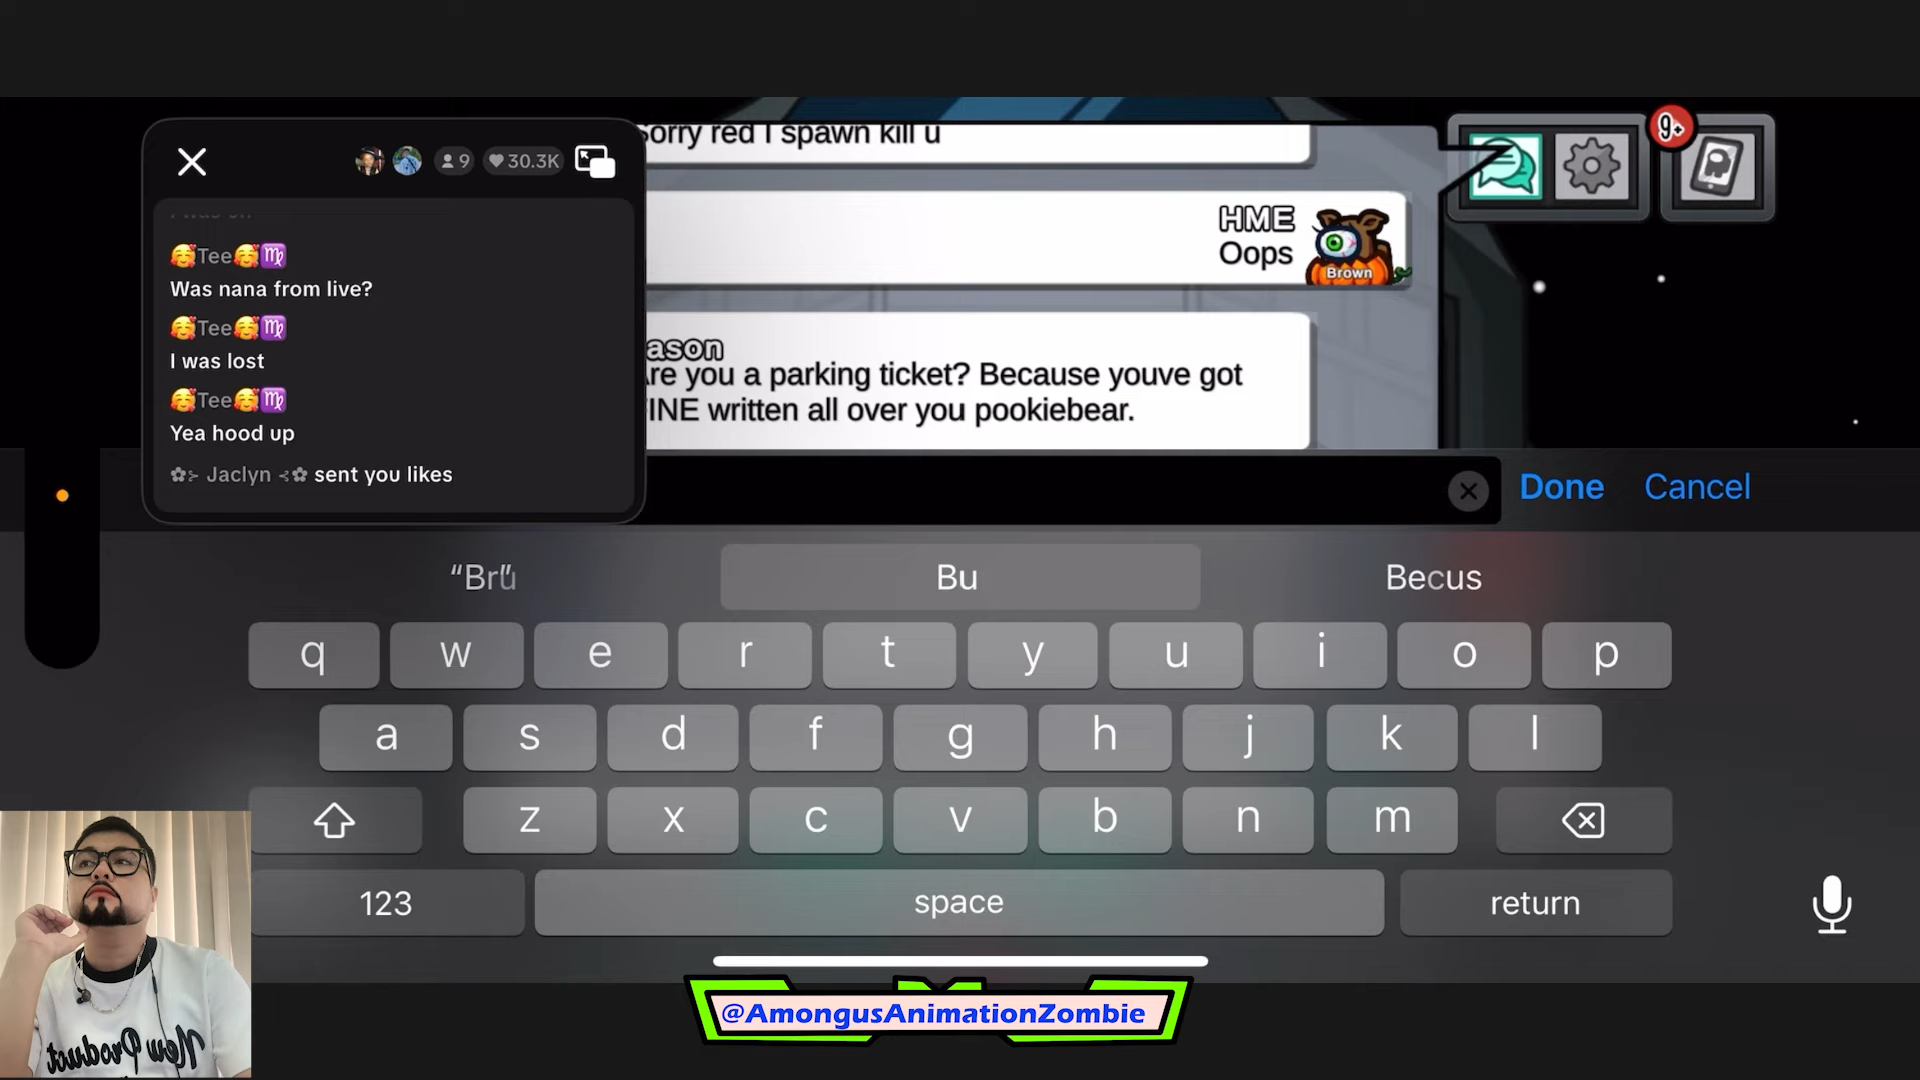 9
30.3K
🥰Tee🥰♍
Was nana from live?
🥰Tee🥰♍
I was lost
🥰Tee🥰♍
Yea hood up
Jaclyn sent you likes
sorry red I spawn kill u
HME
Oops
Brown
ason
re you a parking ticket? Because youve got
INE written all over you pookiebear.
9+
Done
Cancel
Bu
Becus
q w e r t y u i o p
a s d f g h j k l
z x c v b n m
123
space
return
New Product
@AmongusAnimationZombie